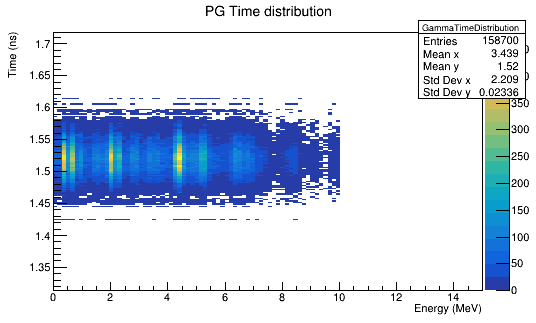 PG Time distribution
GammaTimeDistribution
Entries 158700
Mean x 3.439
Mean y 1.52
Std Dev x 2.209
Std Dev y 0.02336
Time (ns)
1.7
1.65
1.6
1.55
1.5
1.45
1.4
1.35
0 2 4 6 8 10 12 14
Energy (MeV)
350
300
250
200
150
100
50
0